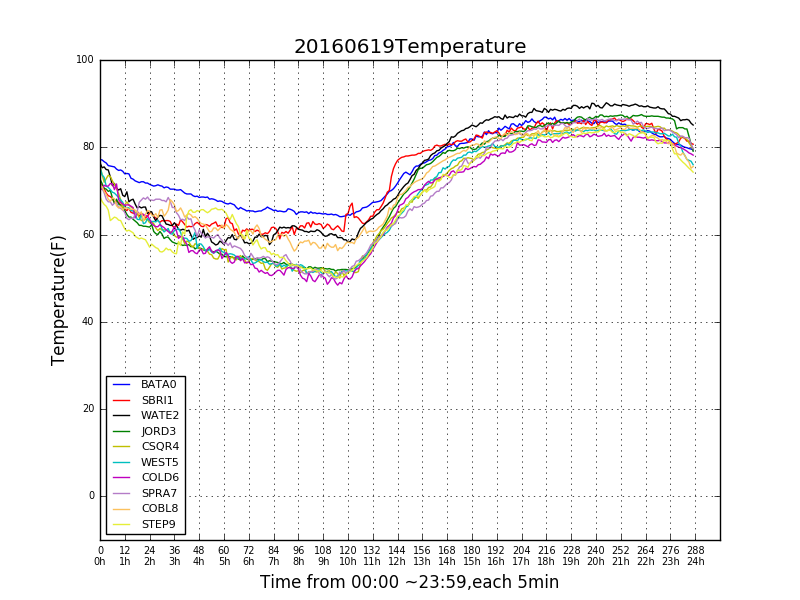 20160619Temperature
100
80
60
40
20
0
Temperature(F)
BATA0
SBRI1
WATE2
JORD3
CSQR4
WEST5
COLD6
SPRA7
COBL8
STEP9
0 12 24 36 48 60 72 84 96 108 120 132 144 156 168 180 192 204 216 228 240 252 264 276 288
0h 1h 2h 3h 4h 5h 6h 7h 8h 9h 10h 11h 12h 13h 14h 15h 16h 17h 18h 19h 20h 21h 22h 23h 24h
Time from 00:00 ~23:59,each 5min